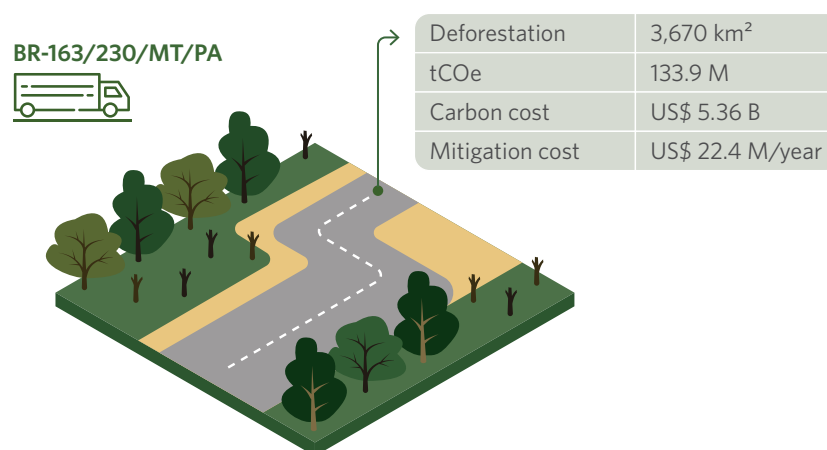 BR-163/230/MT/PA
Deforestation 3,670 km²
tCOe 133.9 M
Carbon cost US$ 5.36 B
Mitigation cost US$ 22.4 M/year